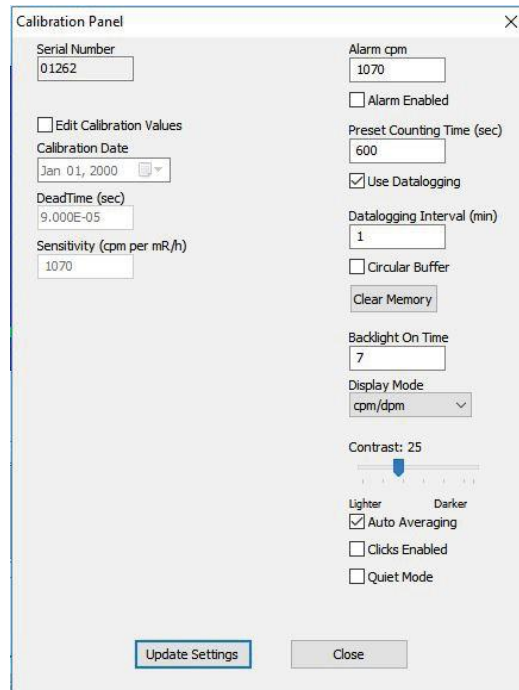 Calibration Panel
Serial Number
01262
Edit Calibration Values
Calibration Date
Jan 01, 2000
DeadTime (sec)
9.000E-05
Sensitivity (cpm per mR/h)
1070
Alarm cpm
1070
Alarm Enabled
Preset Counting Time (sec)
600
Use Datalogging
Datalogging Interval (min)
1
Circular Buffer
Clear Memory
Backlight On Time
7
Display Mode
cpm/dpm
Contrast: 25
Lighter Darker
Auto Averaging
Clicks Enabled
Quiet Mode
Update Settings Close